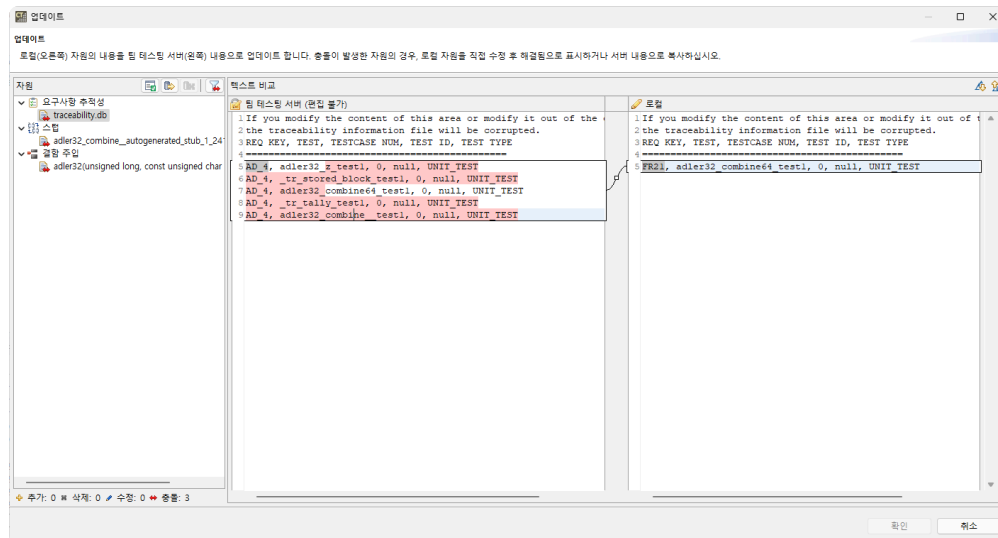 업데이트
업데이트
로컬(오른쪽) 자원의 내용을 팀 테스팅 서버(왼쪽) 내용으로 업데이트 합니다. 충돌이 발생한 자원의 경우, 로컬 자원을 직접 수정 후 해결됨으로 표시하거나 서버 내용으로 복사하십시오.
자원
요구사항 추적성
traceability.db
스텁
adler32_combine__autogenerated_stub_1_24
결함 주입
adler32(unsigned long, const unsigned char
추가: 0 삭제: 0 수정: 0 충돌: 3
텍스트 비교
팀 테스팅 서버 (편집 불가)
1 If you modify the content of this area or modify it out of the
2 the traceability information file will be corrupted.
3 REQ KEY, TEST, TESTCASE NUM, TEST ID, TEST TYPE
4 ==================================================
5 AD_4, adler32_z_test1, 0, null, UNIT_TEST
6 AD_4, _tr_stored_block_test1, 0, null, UNIT_TEST
7 AD_4, adler32_combine64_test1, 0, null, UNIT_TEST
8 AD_4, _tr_tally_test1, 0, null, UNIT_TEST
9 AD_4, adler32_combine__test1, 0, null, UNIT_TEST
로컬
1 If you modify the content of this area or modify it out of t
2 the traceability information file will be corrupted.
3 REQ KEY, TEST, TESTCASE NUM, TEST ID, TEST TYPE
4 ==================================================
5 FR21, adler32_combine64_test1, 0, null, UNIT_TEST
확인
취소